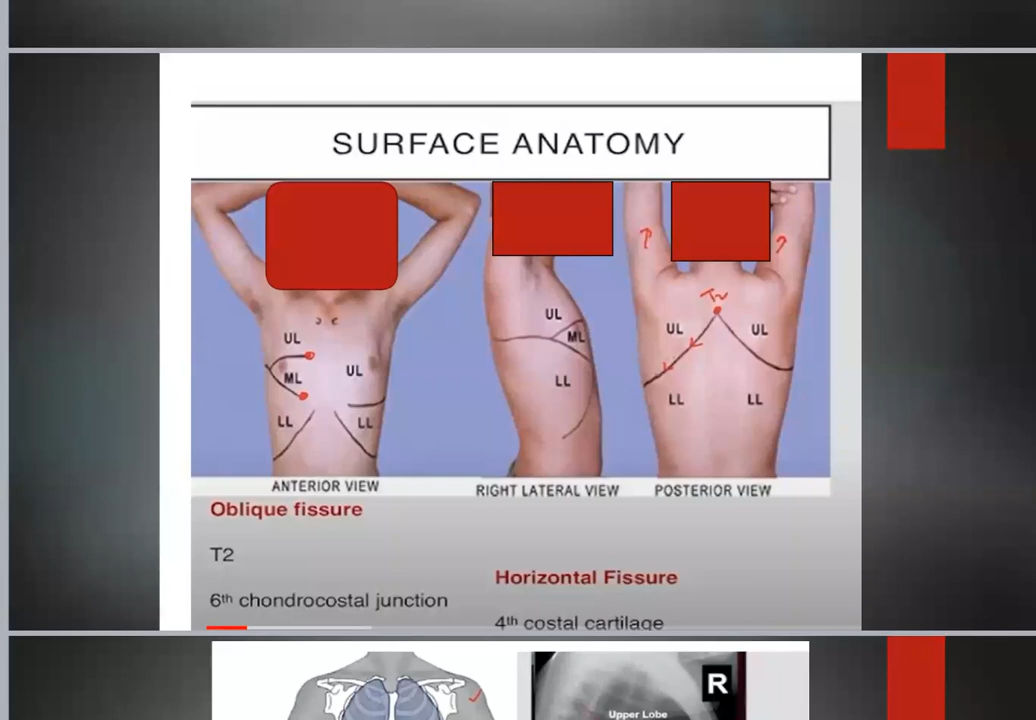 SURFACE ANATOMY
UL
ML
LL
UL
LL
UL
ML
LL
T2
UL
UL
LL
LL
ANTERIOR VIEW
RIGHT LATERAL VIEW
POSTERIOR VIEW
Oblique fissure
T2
6th chondrocostal junction
Horizontal Fissure
4th costal cartilage
R
Upper Lobe